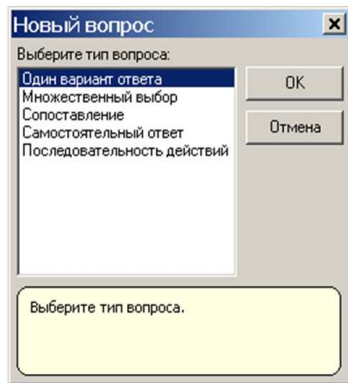 Новый вопрос
Выберите тип вопроса:
Один вариант ответа
Множественный выбор
Сопоставление
Самостоятельный ответ
Последовательность действий
OK
Отмена
Выберите тип вопроса.